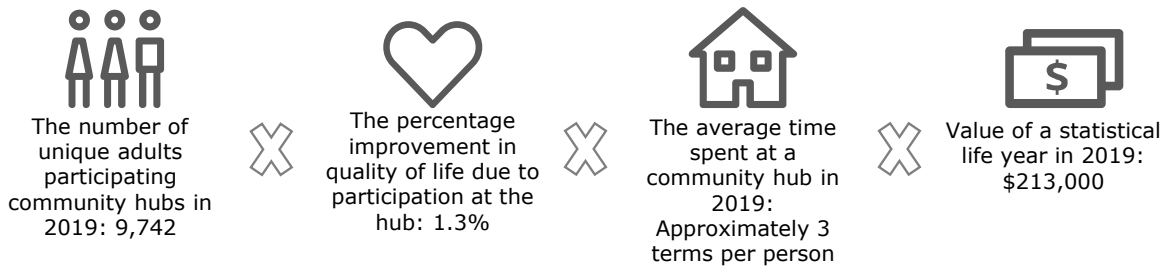 The number of
unique adults
participating
community hubs in
2019: 9,742
The percentage
improvement in
quality of life due to
participation at the
hub: 1.3%
The average time
spent at a
community hub in
2019:
Approximately 3
terms per person
$
Value of a statistical
life year in 2019:
$213,000